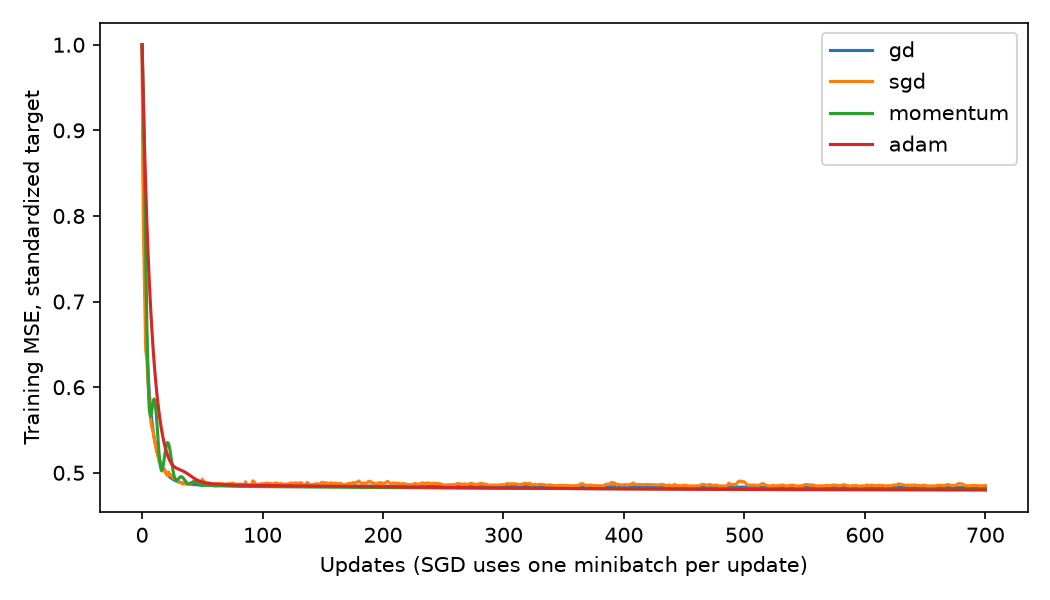 gd
sgd
momentum
adam
Training MSE, standardized target
1.0
0.9
0.8
0.7
0.6
0.5
0 100 200 300 400 500 600 700
Updates (SGD uses one minibatch per update)